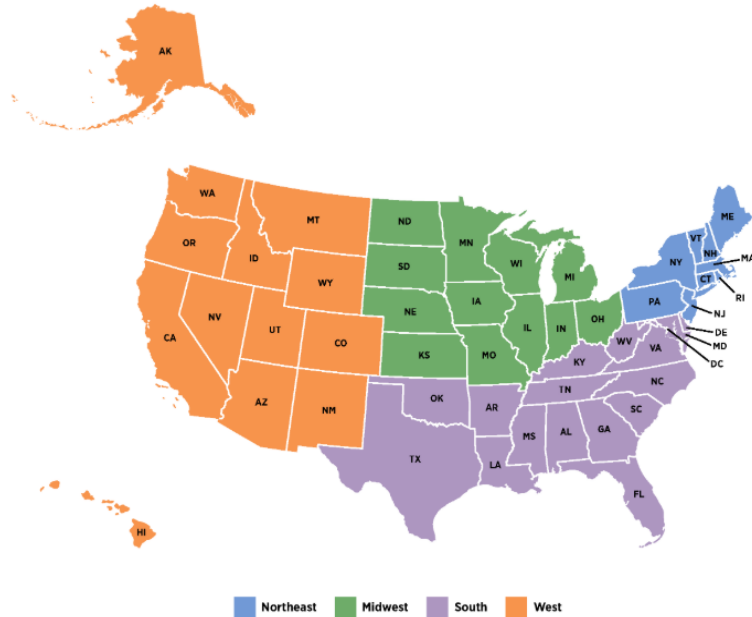 AK
WA
MT
ND
MN
ME
VT
NH
MA
OR
ID
SD
WI
MI
NY
CT
RI
WY
IA
PA
NJ
NE
NV
UT
CO
IL
IN
OH
DE
MD
DC
CA
KS
MO
WV
VA
KY
AZ
NM
OK
AR
TN
NC
SC
TX
LA
MS
AL
GA
FL
HI
Northeast Midwest South West